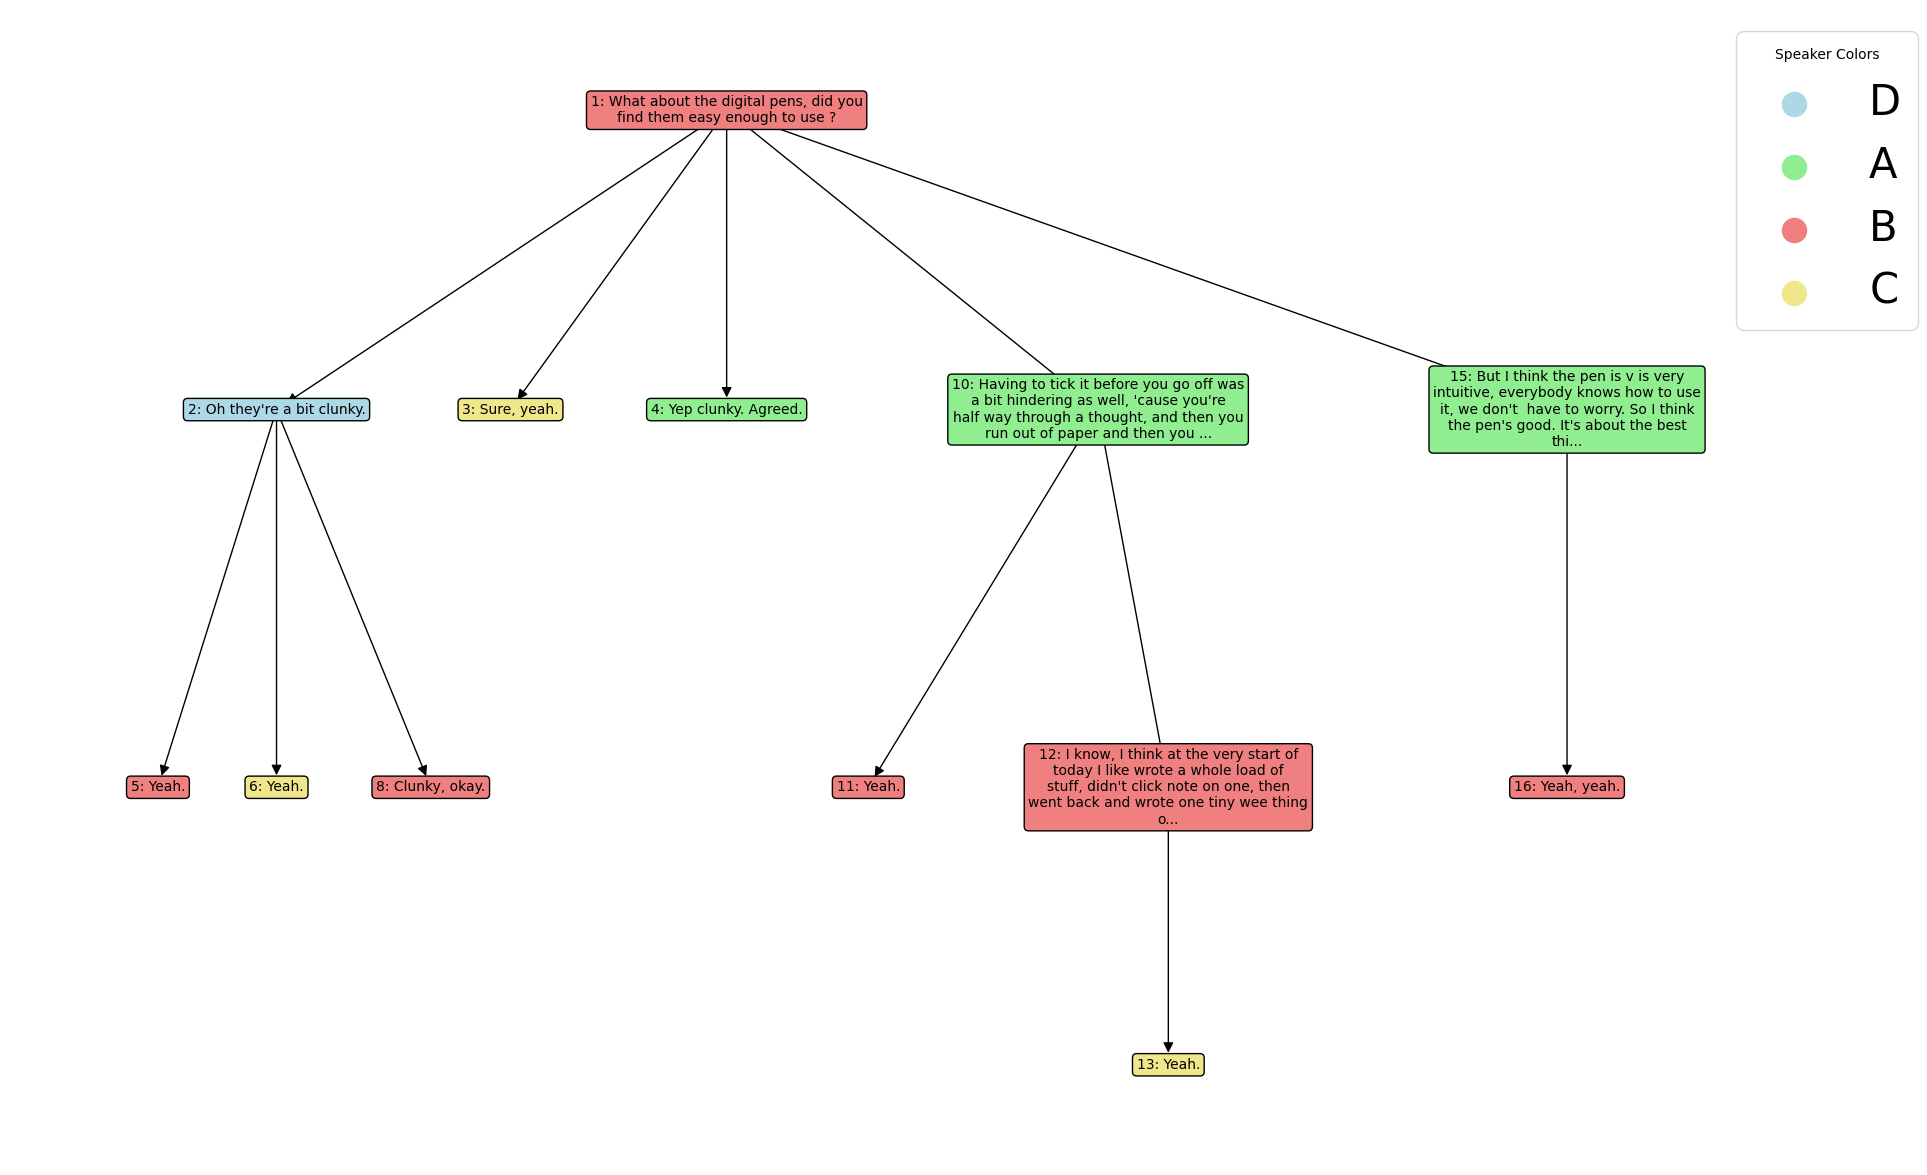 Speaker Colors
D
A
B
C
1: What about the digital pens, did you
find them easy enough to use ?
2: Oh they're a bit clunky.
3: Sure, yeah.
4: Yep clunky. Agreed.
10: Having to tick it before you go off was
a bit hindering as well, 'cause you're
half way through a thought, and then you
run out of paper and then you ...
15: But I think the pen is v is very
intuitive, everybody knows how to use
it, we don't  have to worry. So I think
the pen's good. It's about the best
thi...
5: Yeah.
6: Yeah.
8: Clunky, okay.
11: Yeah.
12: I know, I think at the very start of
today I like wrote a whole load of
stuff, didn't click note on one, then
went back and wrote one tiny wee thing
o...
16: Yeah, yeah.
13: Yeah.